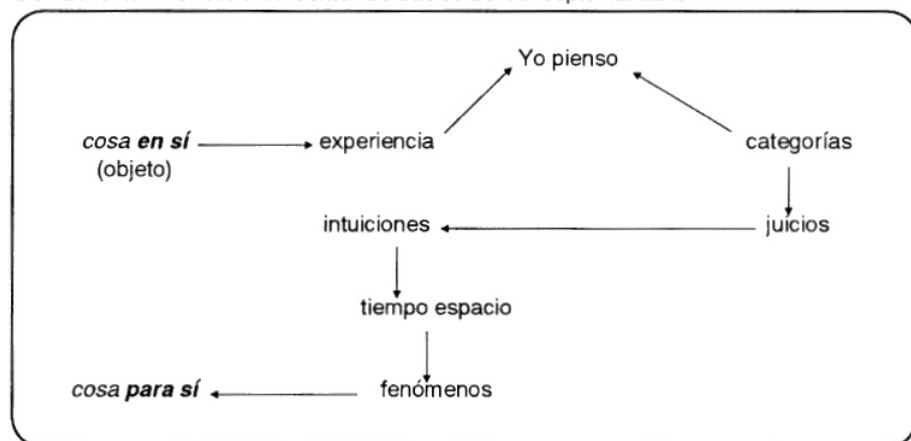 Yo pienso
cosa en sí experiencia categorías
(objeto)
intuiciones juicios
tiempo espacio
cosa para sí fenómenos